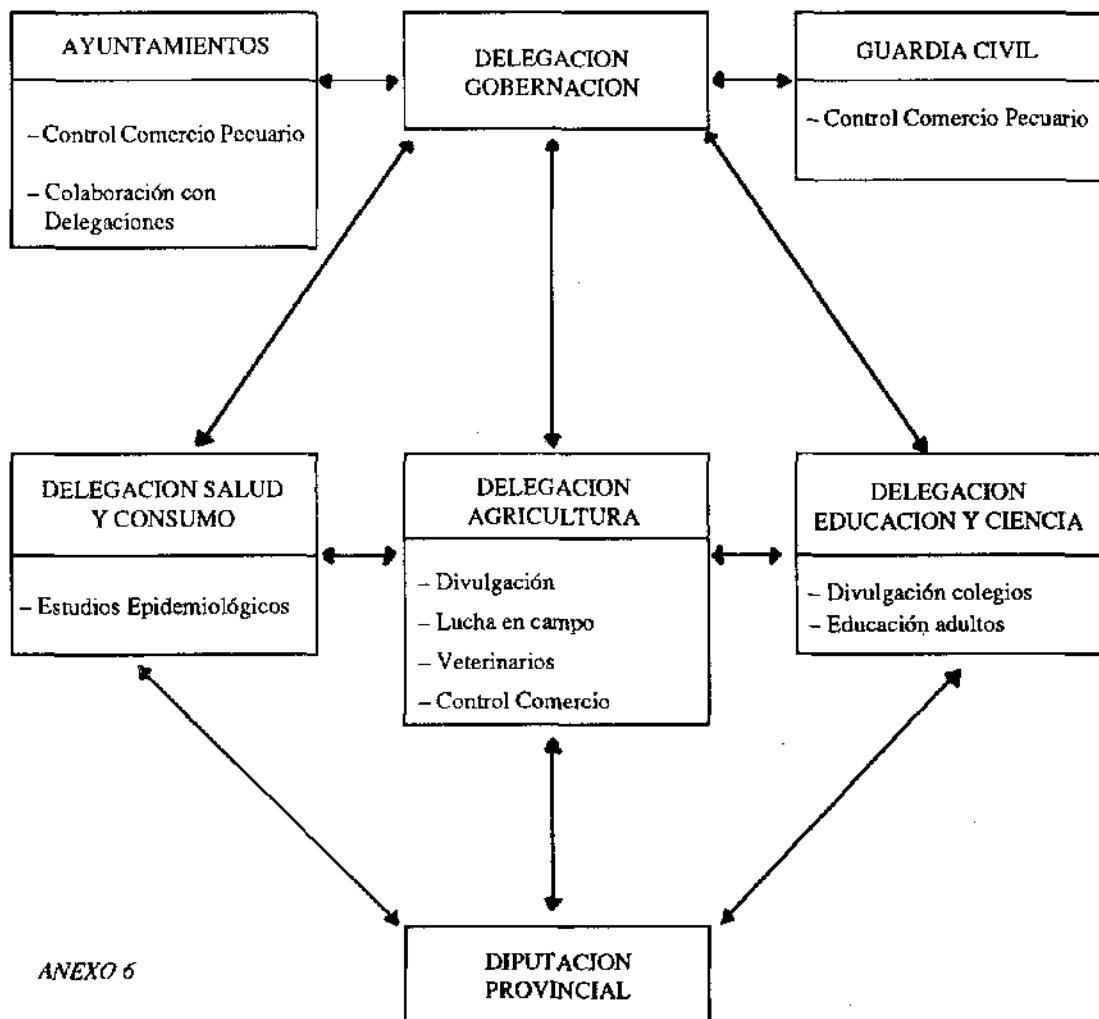 AYUNTAMIENTOS
– Control Comercio Pecuario
– Colaboración con
Delegaciones
DELEGACION
GOBERNACION
GUARDIA CIVIL
– Control Comercio Pecuario
DELEGACION SALUD
Y CONSUMO
– Estudios Epidemiológicos
DELEGACION
AGRICULTURA
– Divulgación
– Lucha en campo
– Veterinarios
– Control Comercio
DELEGACION
EDUCACION Y CIENCIA
– Divulgación colegios
– Educación adultos
DIPUTACION
PROVINCIAL
ANEXO 6